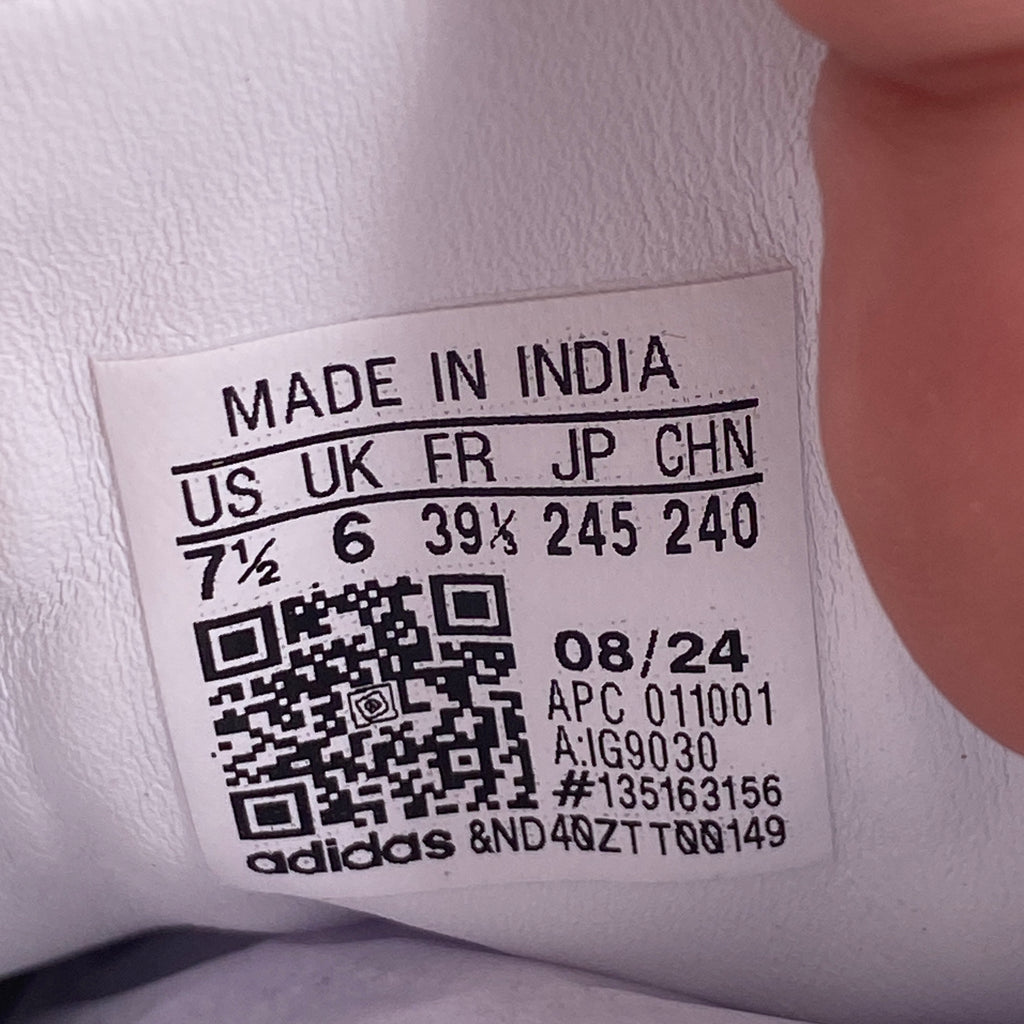 MADE IN INDIA
US UK FR JP CHN
7½ 6 39⅓ 245 240
08/24
APC 011001
A:IG9030
#135163156
adidas &ND40ZTT00149